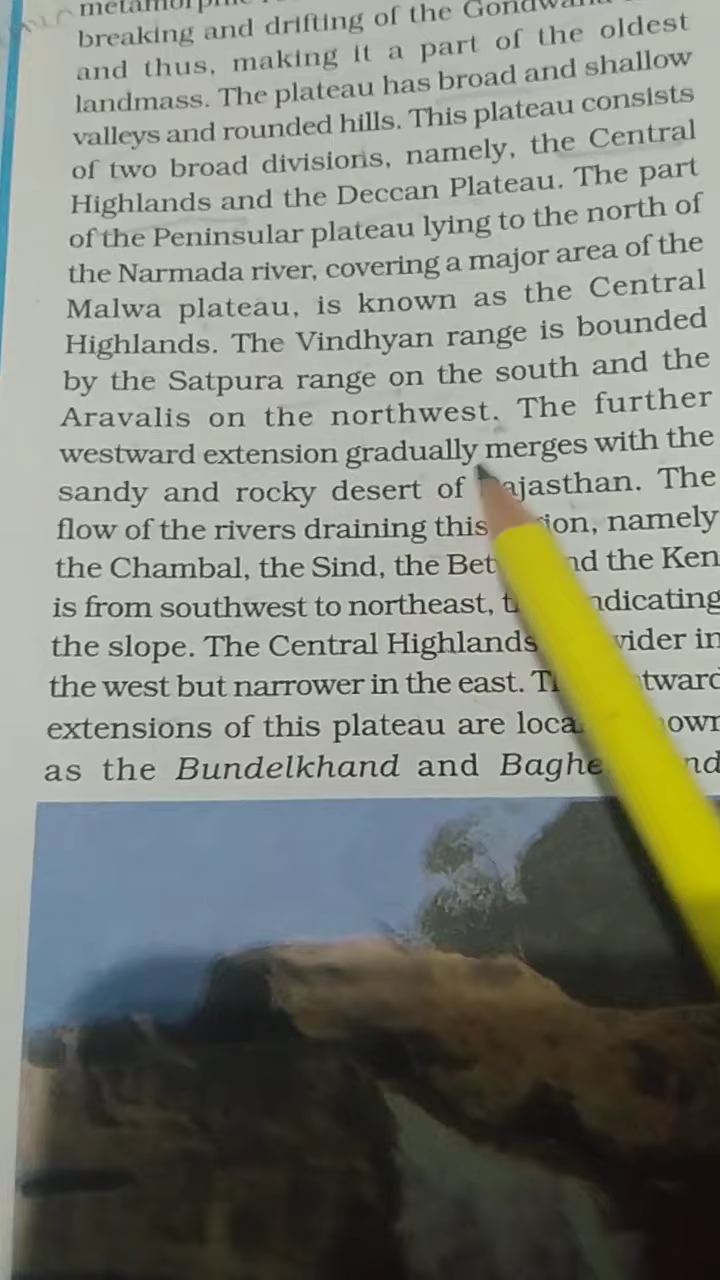 breaking and drifting of the
and thus, making it a part of the oldest
landmass. The plateau has broad and shallow
valleys and rounded hills. This plateau consists
of two broad divisions, namely, the Central
Highlands and the Deccan Plateau. The part
of the Peninsular plateau lying to the north of
the Narmada river, covering a major area of the
Malwa plateau, is known as the Central
Highlands. The Vindhyan range is bounded
by the Satpura range on the south and the
Aravalis on the northwest. The further
westward extension gradually merges with the
sandy and rocky desert of Rajasthan. The
flow of the rivers draining this namely
the Chambal, the Sind, the the Ken
is from southwest to northeast,
the slope. The Central Highlands in
the west but narrower in the east.
extensions of this plateau are
as the Bundelkhand and